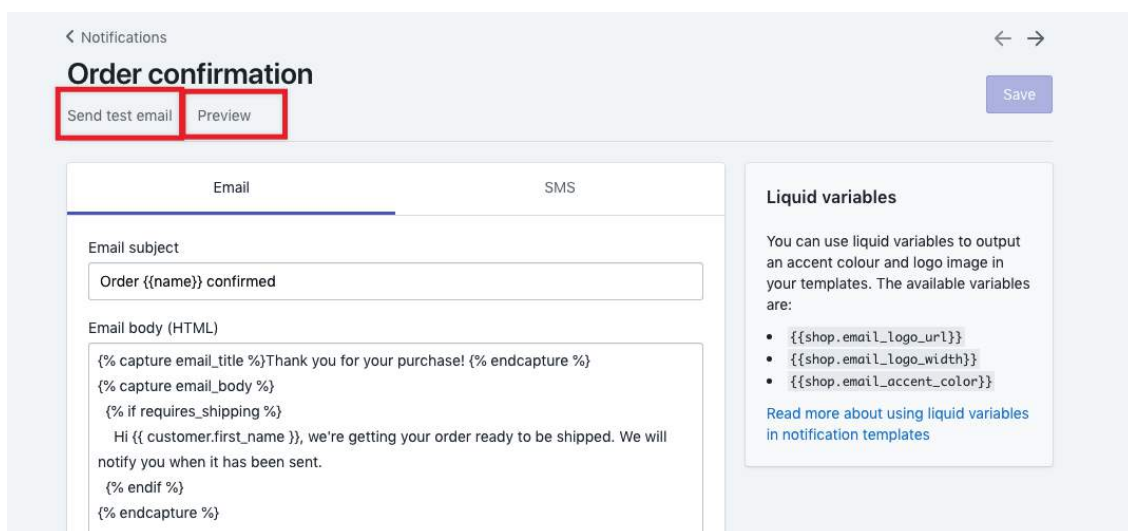 Notifications
Order confirmation
Save
Send test email Preview
Email SMS
Email subject
Order {{name}} confirmed
Email body (HTML)
{% capture email_title %}Thank you for your purchase! {% endcapture %}
{% capture email_body %}
{% if requires_shipping %}
Hi {{ customer.first_name }}, we're getting your order ready to be shipped. We will
notify you when it has been sent.
{% endif %}
{% endcapture %}
Liquid variables
You can use liquid variables to output
an accent colour and logo image in
your templates. The available variables
are:
• {{shop.email_logo_url}}
• {{shop.email_logo_width}}
• {{shop.email_accent_color}}
Read more about using liquid variables
in notification templates